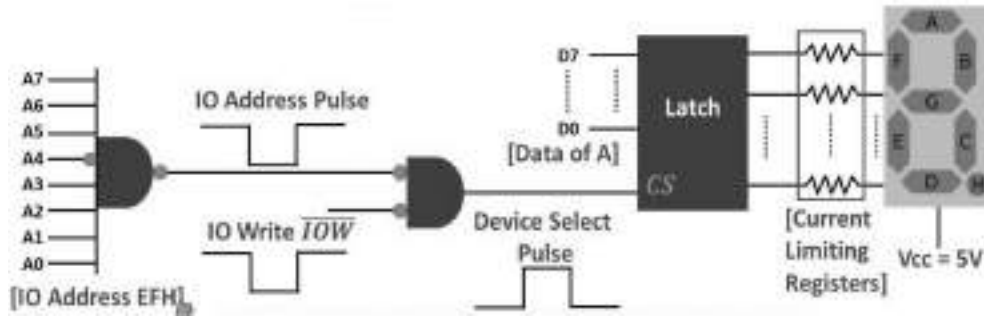 A7
A6
A5
A4
A3
A2
A1
A0
[IO Address EFH]
IO Address Pulse
IO Write IOW
Device Select
Pulse
D7
D0
[Data of A]
Latch
CS
[Current
Limiting
Registers]
A
F
B
G
E
C
D
H
Vcc = 5V